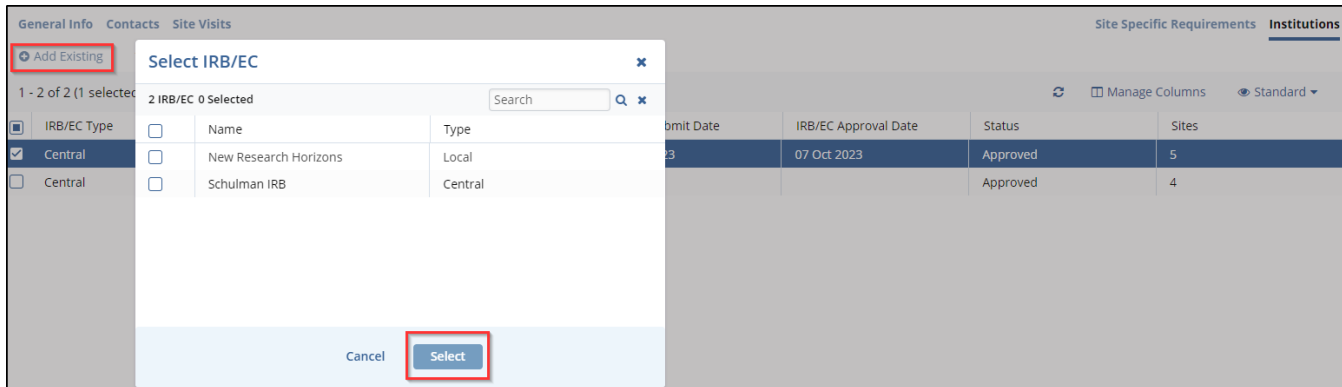 General Info Contacts Site Visits Site Specific Requirements Institutions
Add Existing
Select IRB/EC
1 - 2 of 2 (1 selected
2 IRB/EC 0 Selected Search
Manage Columns Standard
IRB/EC Type Name Type bmit Date IRB/EC Approval Date Status Sites
Central New Research Horizons Local 23 07 Oct 2023 Approved 5
Central Schulman IRB Central Approved 4
Cancel Select